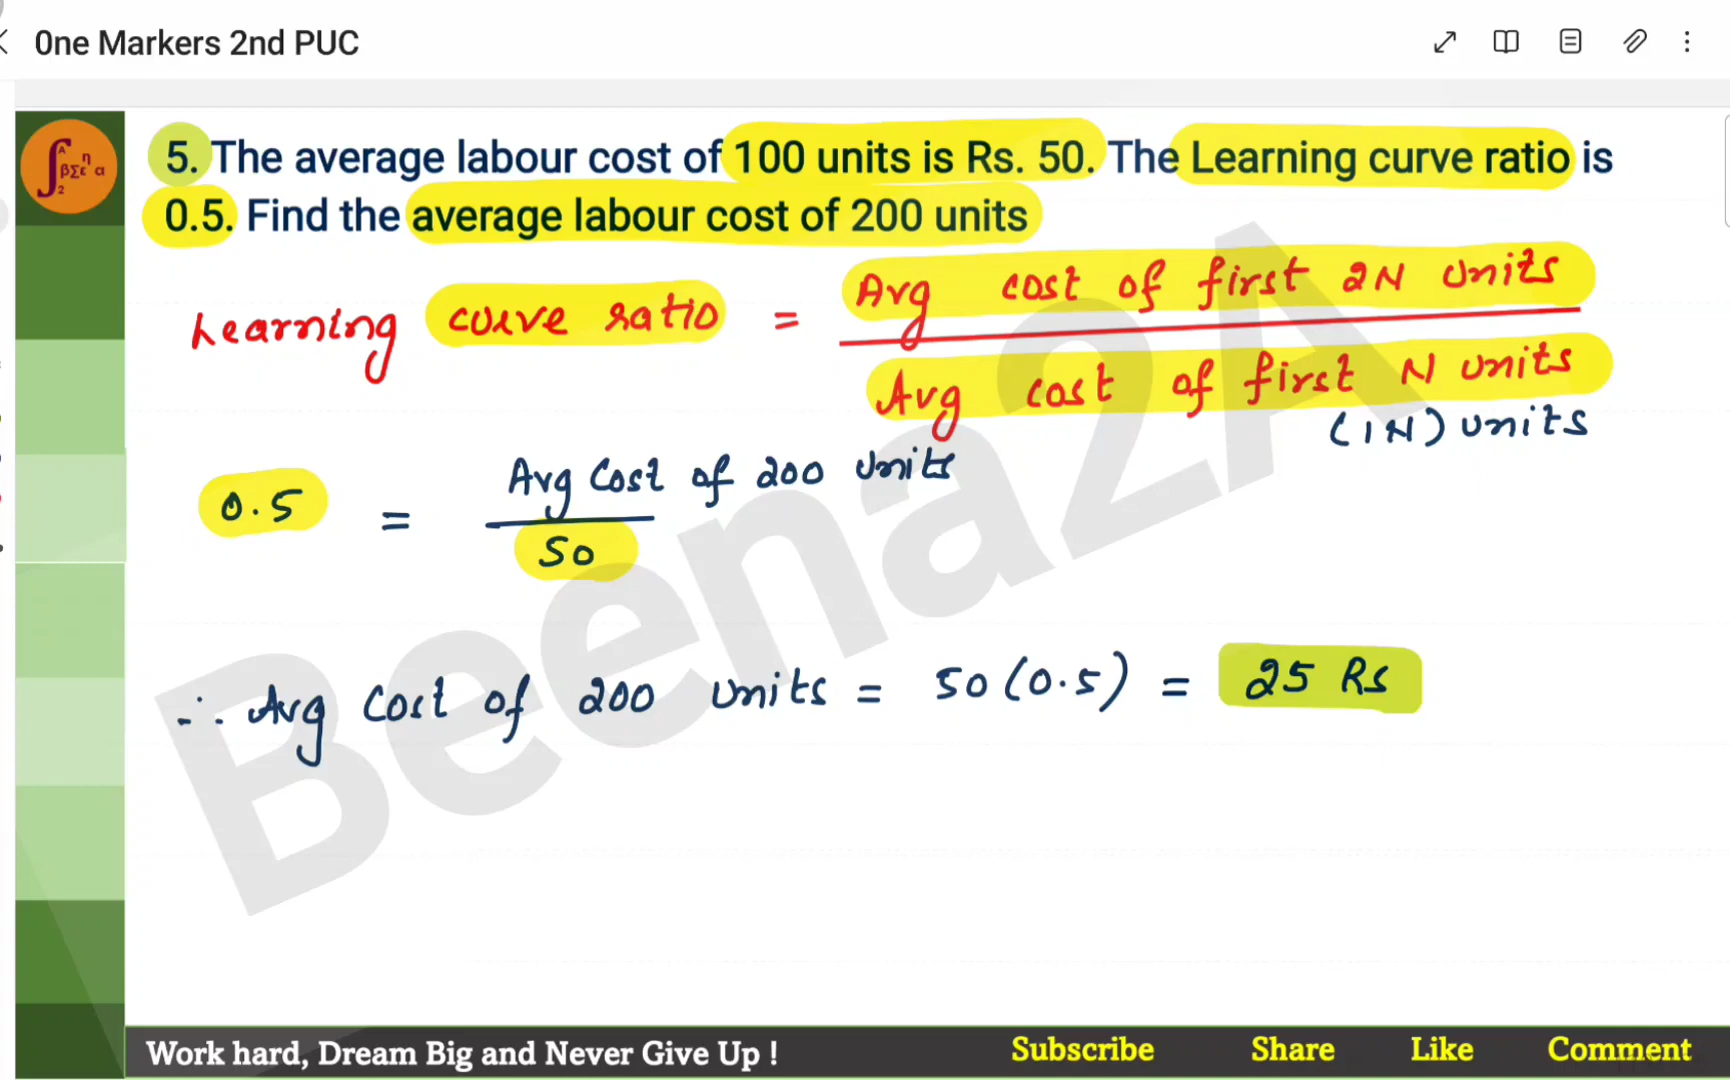 One Markers 2nd PUC
5. The average labour cost of 100 units is Rs. 50. The Learning curve ratio is
0.5. Find the average labour cost of 200 units
Learning curve ratio = Avg cost of first 2N units
Avg cost of first N units
(1N) units
0.5 = Avg Cost of 200 units
50
∴ Avg Cost of 200 units = 50(0.5) = 25 Rs
Beena2A
Work hard, Dream Big and Never Give Up !
Subscribe Share Like Comment